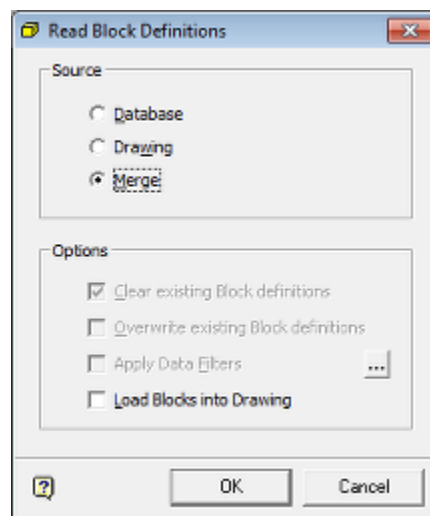 Read Block Definitions
Source
Database
Drawing
Merge
Options
Clear existing Block definitions
Overwrite existing Block definitions
Apply Data Filters ...
Load Blocks into Drawing
? OK Cancel